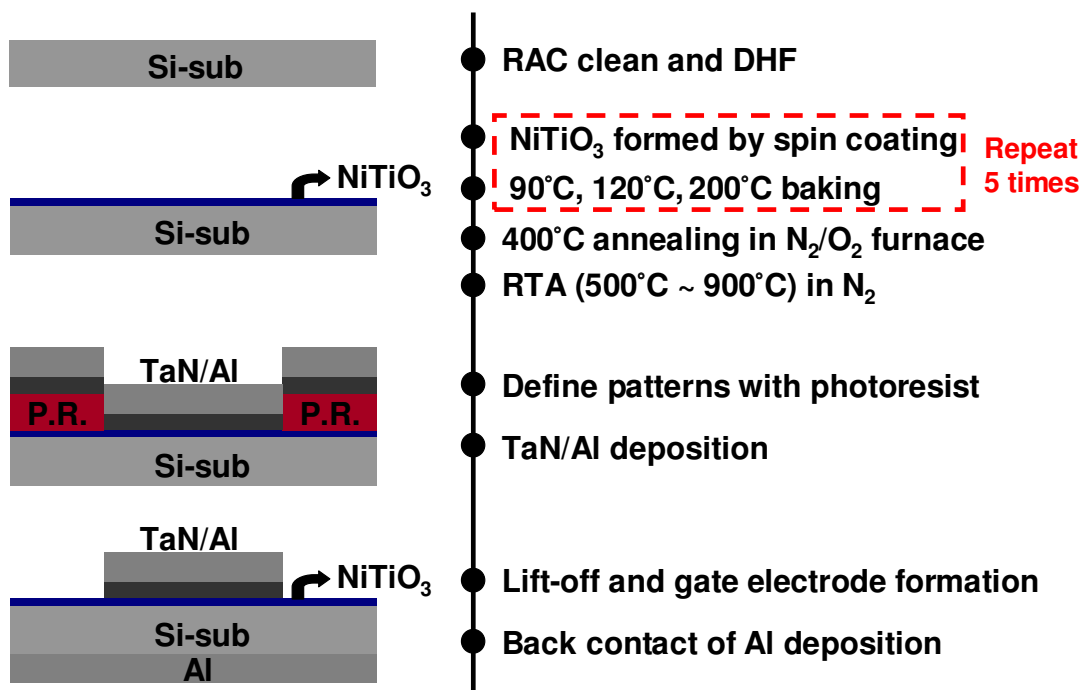 Si-sub
RAC clean and DHF
NiTiO₃
Si-sub
NiTiO₃ formed by spin coating
90˚C, 120˚C, 200˚C baking
Repeat
5 times
400˚C annealing in N₂/O₂ furnace
RTA (500˚C ~ 900˚C) in N₂
TaN/Al
P.R.
P.R.
Si-sub
Define patterns with photoresist
TaN/Al deposition
TaN/Al
NiTiO₃
Si-sub
Al
Lift-off and gate electrode formation
Back contact of Al deposition